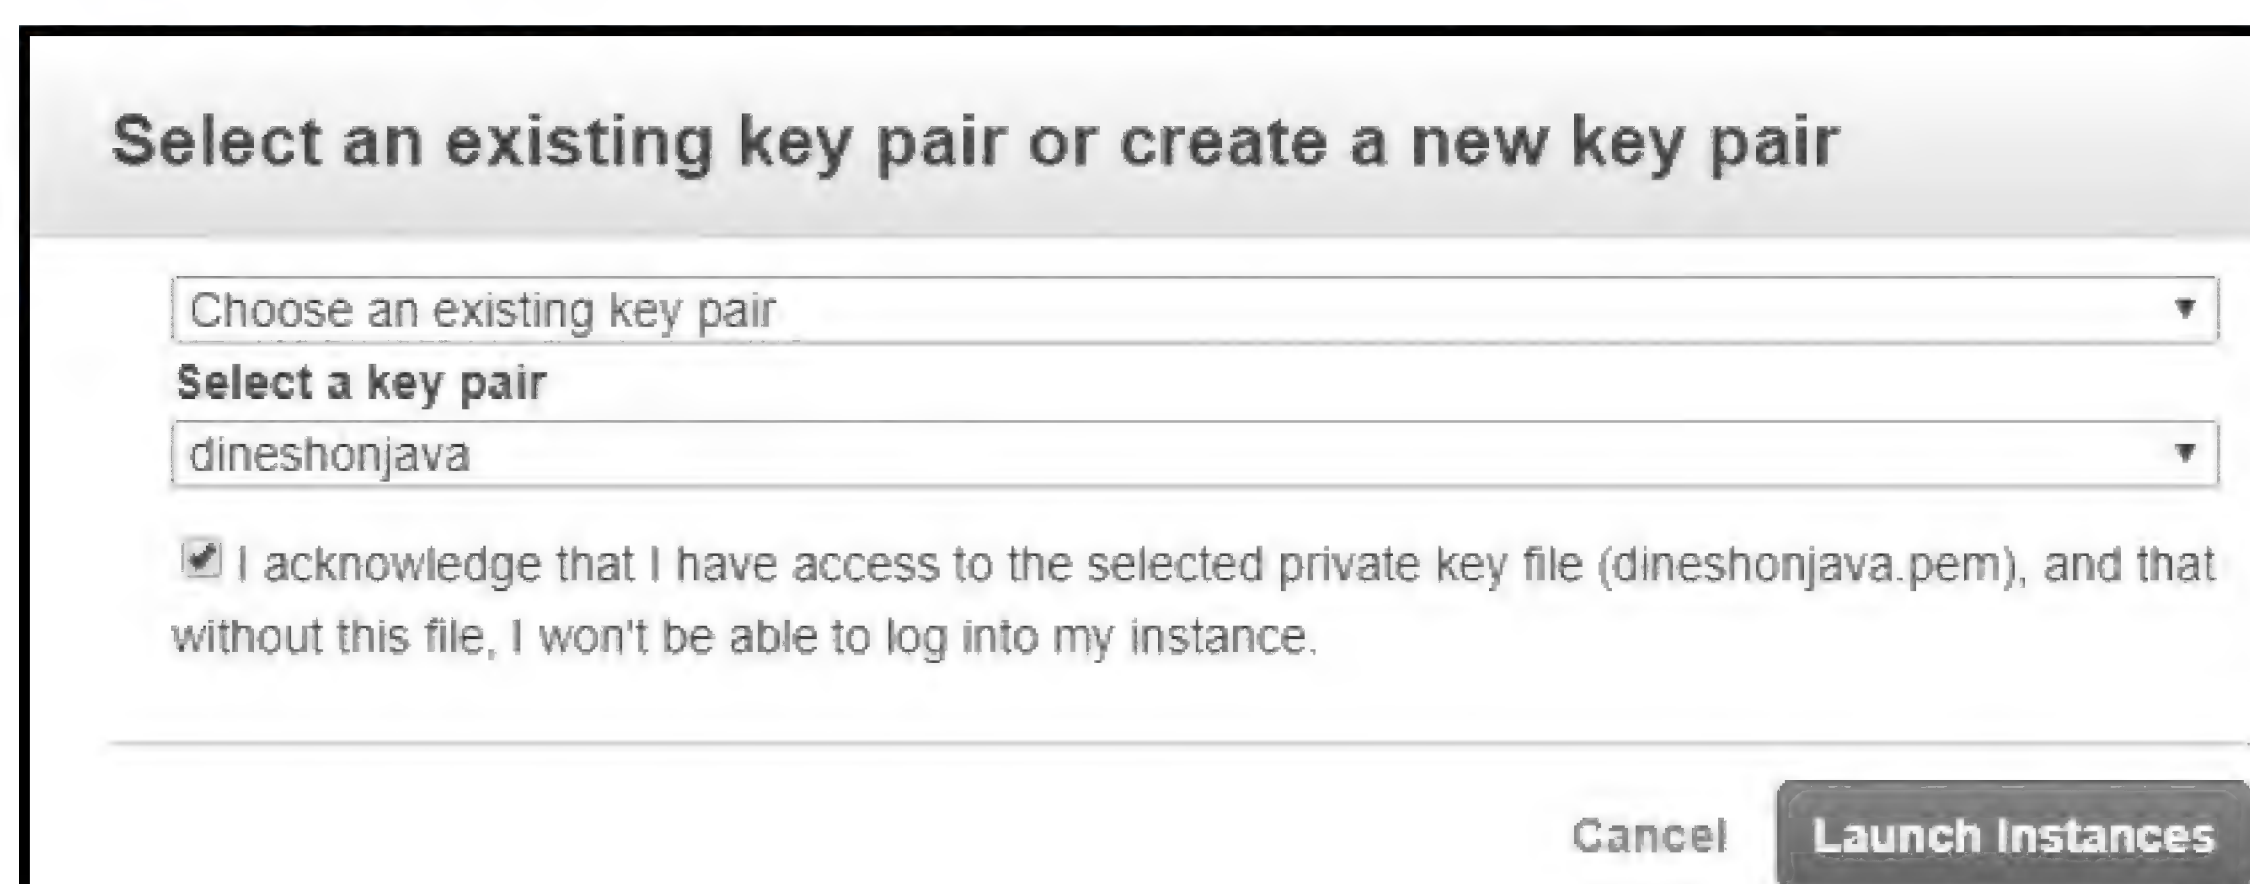 Select an existing key pair or create a new key pair
Choose an existing key pair
Select a key pair
dineshonjava
I acknowledge that I have access to the selected private key file (dineshonjava.pem), and that
without this file, I won't be able to log into my instance.
Cancel
Launch Instances